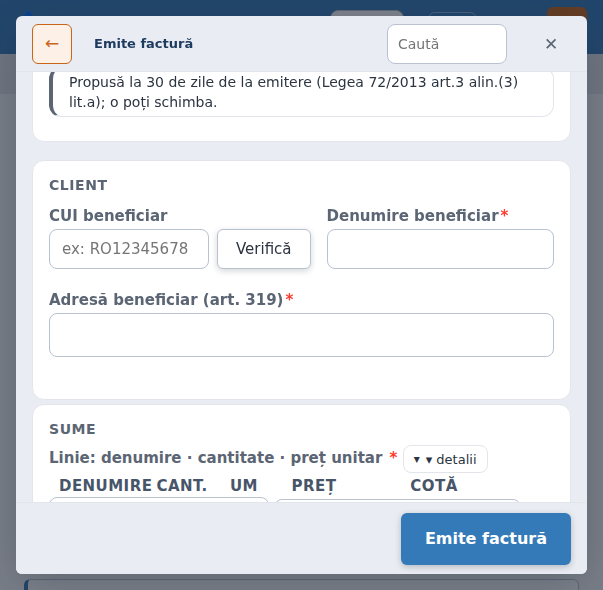 ← Emite factură Caută ✕
Propusă la 30 de zile de la emitere (Legea 72/2013 art.3 alin.(3)
lit.a); o poți schimba.
CLIENT
CUI beneficiar Denumire beneficiar*
ex: RO12345678 Verifică
Adresă beneficiar (art. 319)*
SUME
Linie: denumire · cantitate · preț unitar * ▾ ▾ detalii
DENUMIRE CANT. UM PREȚ COTĂ
Emite factură